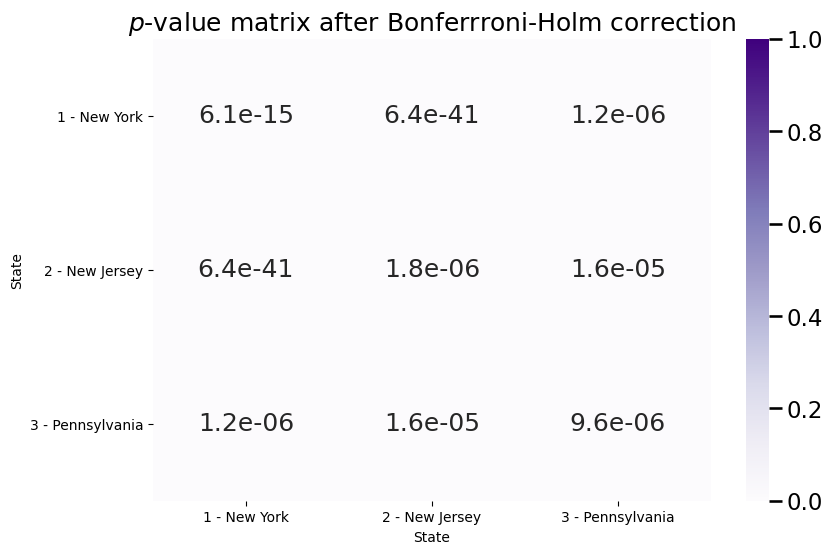 p-value matrix after Bonferrroni-Holm correction
1 - New York 6.1e-15 6.4e-41 1.2e-06
2 - New Jersey 6.4e-41 1.8e-06 1.6e-05
3 - Pennsylvania 1.2e-06 1.6e-05 9.6e-06
State
1 - New York 2 - New Jersey 3 - Pennsylvania
State
1.0
0.8
0.6
0.4
0.2
0.0